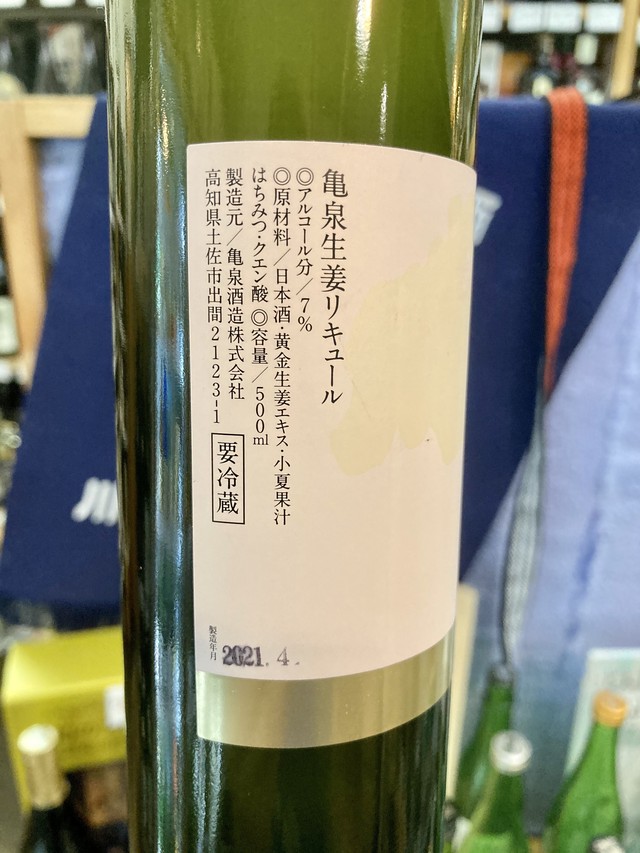 亀泉生姜リキュール
◎アルコール分/7%
◎原材料/日本酒・黄金生姜エキス・小夏果汁
はちみつ・クエン酸 ◎容量/500ml
製造元/亀泉酒造株式会社
高知県土佐市出間2123-1
要冷蔵
製造年月 2021. 4.